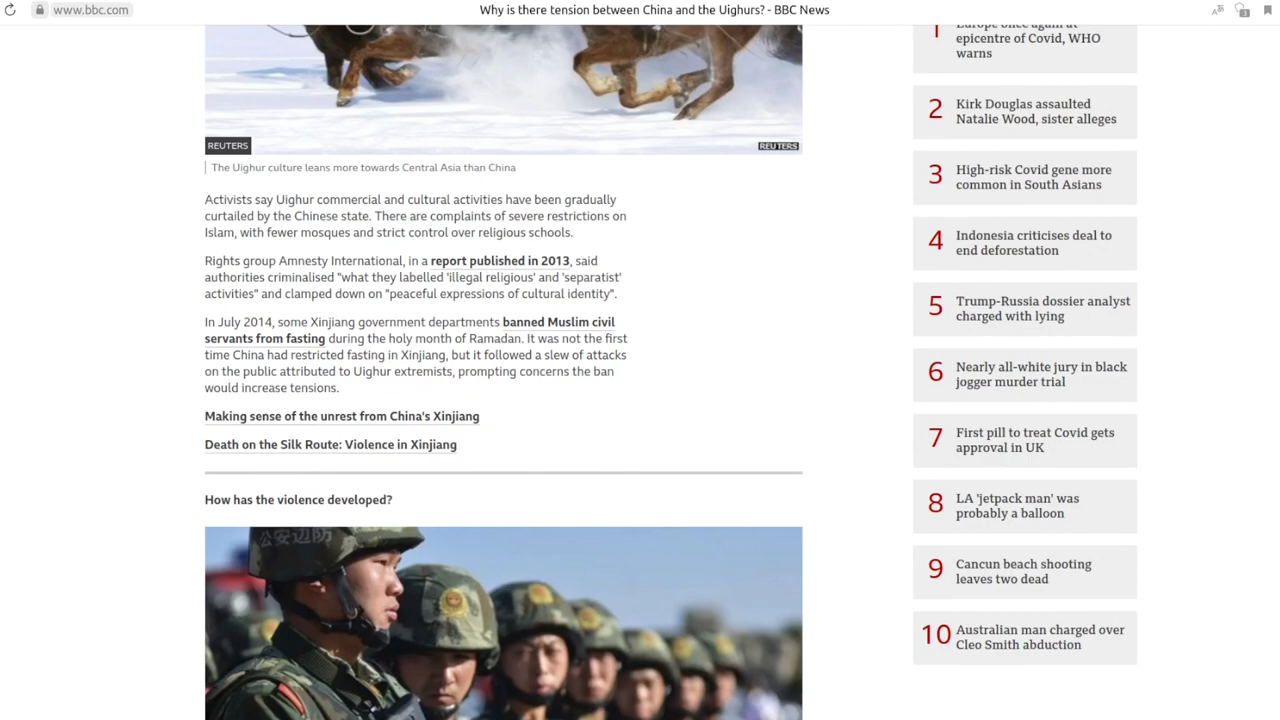 www.bbc.com
Why is there tension between China and the Uighurs? - BBC News
3
REUTERS
REUTERS
The Uighur culture leans more towards Central Asia than China
Activists say Uighur commercial and cultural activities have been gradually
curtailed by the Chinese state. There are complaints of severe restrictions on
Islam, with fewer mosques and strict control over religious schools.
Rights group Amnesty International, in a report published in 2013, said
authorities criminalised "what they labelled 'illegal religious' and 'separatist'
activities" and clamped down on "peaceful expressions of cultural identity".
In July 2014, some Xinjiang government departments banned Muslim civil
servants from fasting during the holy month of Ramadan. It was not the first
time China had restricted fasting in Xinjiang, but it followed a slew of attacks
on the public attributed to Uighur extremists, prompting concerns the ban
would increase tensions.
Making sense of the unrest from China's Xinjiang
Death on the Silk Route: Violence in Xinjiang
How has the violence developed?
公安边防
1
Europe once again at
epicentre of Covid, WHO
warns
2
Kirk Douglas assaulted
Natalie Wood, sister alleges
3
High-risk Covid gene more
common in South Asians
4
Indonesia criticises deal to
end deforestation
5
Trump-Russia dossier analyst
charged with lying
6
Nearly all-white jury in black
jogger murder trial
7
First pill to treat Covid gets
approval in UK
8
LA 'jetpack man' was
probably a balloon
9
Cancun beach shooting
leaves two dead
10
Australian man charged over
Cleo Smith abduction